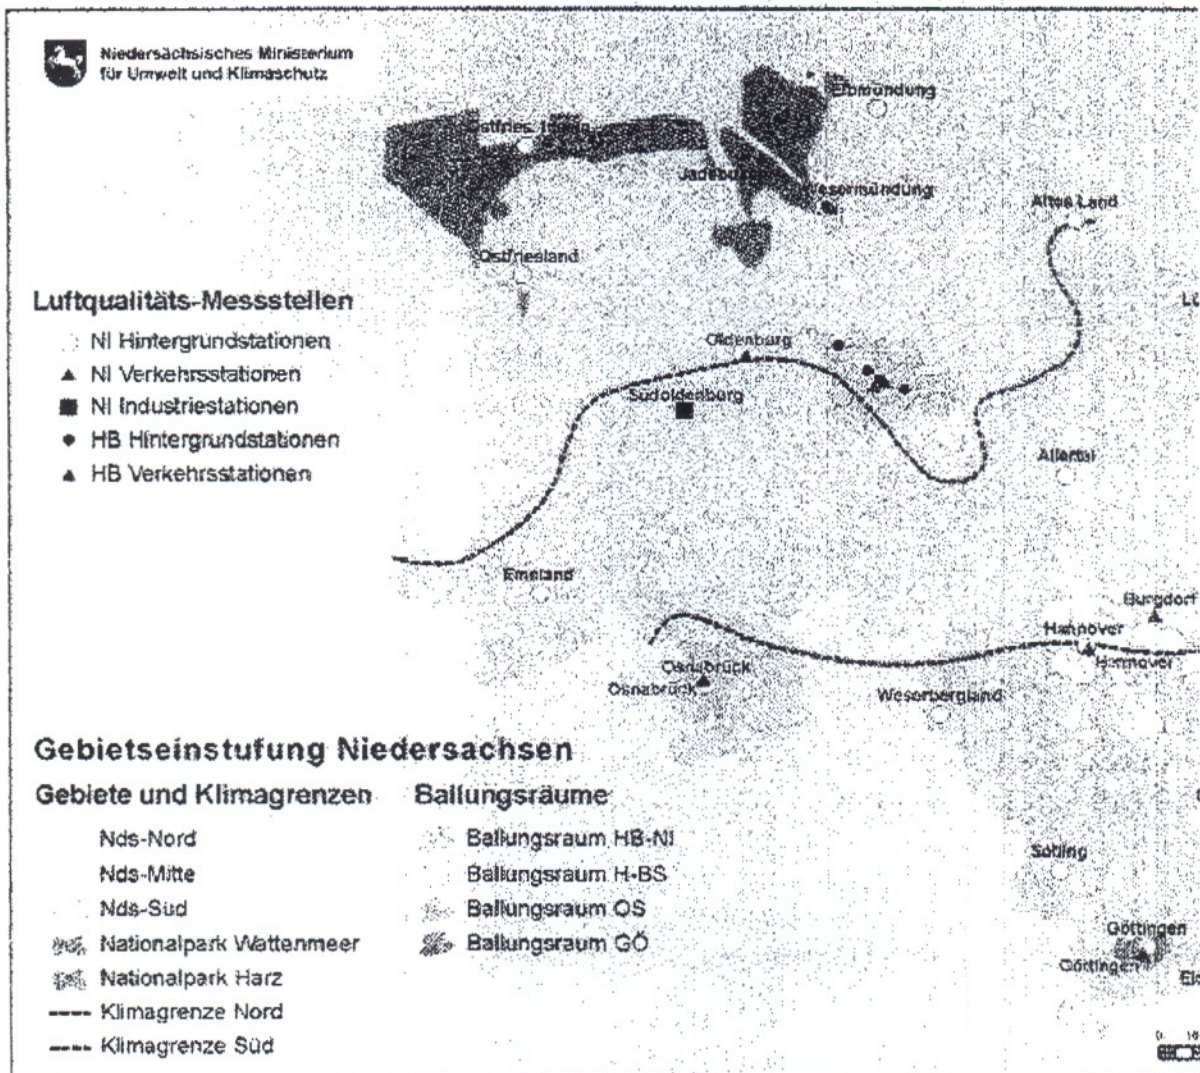 Niedersächsisches Ministerium
für Umwelt und Klimaschutz
Elbmündung
Ostfries.
Wesermündung
Altes Land
Ostfriesland
Luftqualitäts-Messstellen
NI Hintergrundstationen
NI Verkehrsstationen
NI Industriestationen
HB Hintergrundstationen
HB Verkehrsstationen
Oldenburg
Südoldenburg
Allertal
Emsland
Burgdorf
Hannover
Hannover
Osnabrück
Osnabrück
Weserbergland
Gebietseinstufung Niedersachsen
Gebiete und Klimagrenzen
Ballungsräume
Nds-Nord
Ballungsraum HB-NI
Nds-Mitte
Ballungsraum H-BS
Nds-Süd
Ballungsraum OS
Nationalpark Wattenmeer
Ballungsraum GÖ
Nationalpark Harz
Klimagrenze Nord
Klimagrenze Süd
Solling
Göttingen
Göttingen